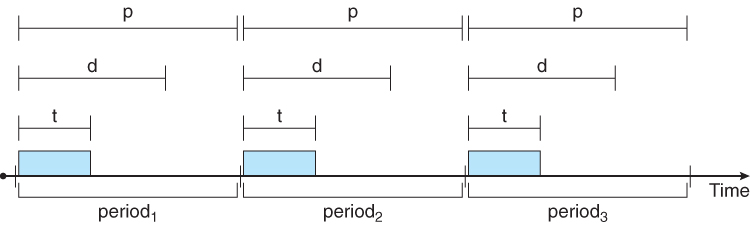 p p p
d d d
t t t
Time
period₁ period₂ period₃